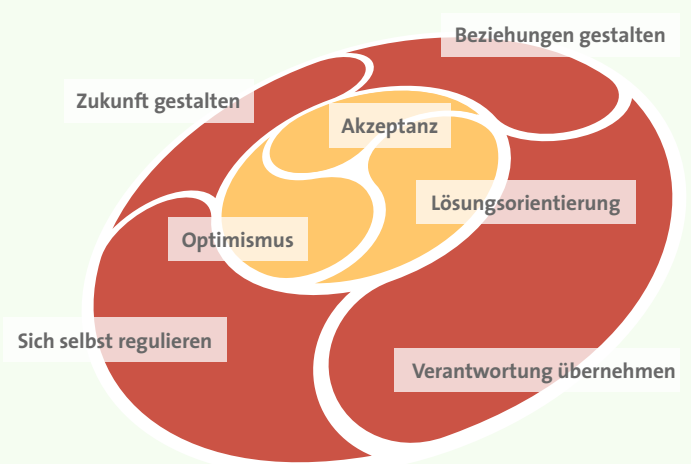 Beziehungen gestalten
Zukunft gestalten
Akzeptanz
Lösungsorientierung
Optimismus
Sich selbst regulieren
Verantwortung übernehmen